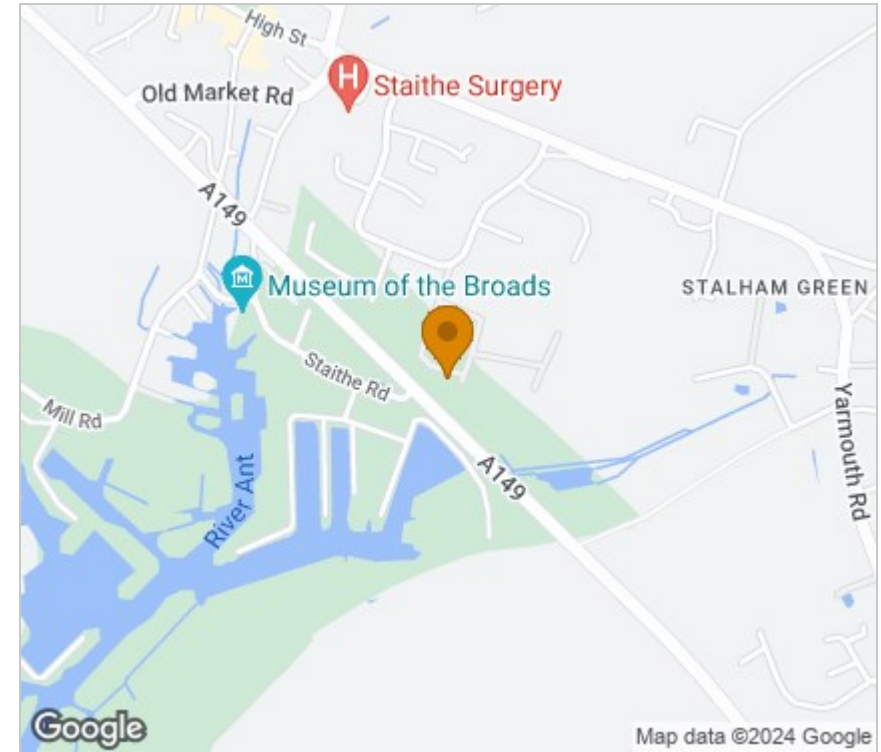 High St
Old Market Rd
H
Staithe Surgery
A149
M
Museum of the Broads
STALHAM GREEN
Staithe Rd
Mill Rd
Yarmouth Rd
River Ant
A149
Google
Map data ©2024 Google